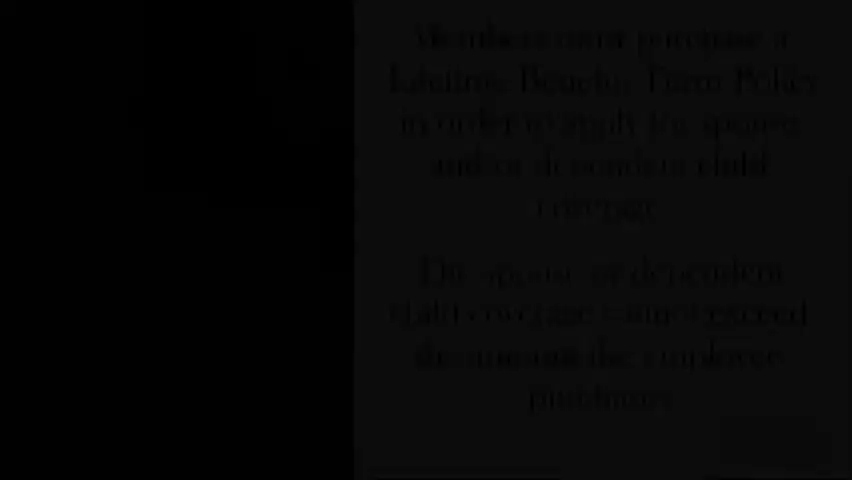 Members must purchase a
Lifetime Benefit Term Policy
in order to apply for spouse
and/or dependent child
coverage.
The spouse or dependent
child coverage cannot exceed
the amount the employee
purchases.